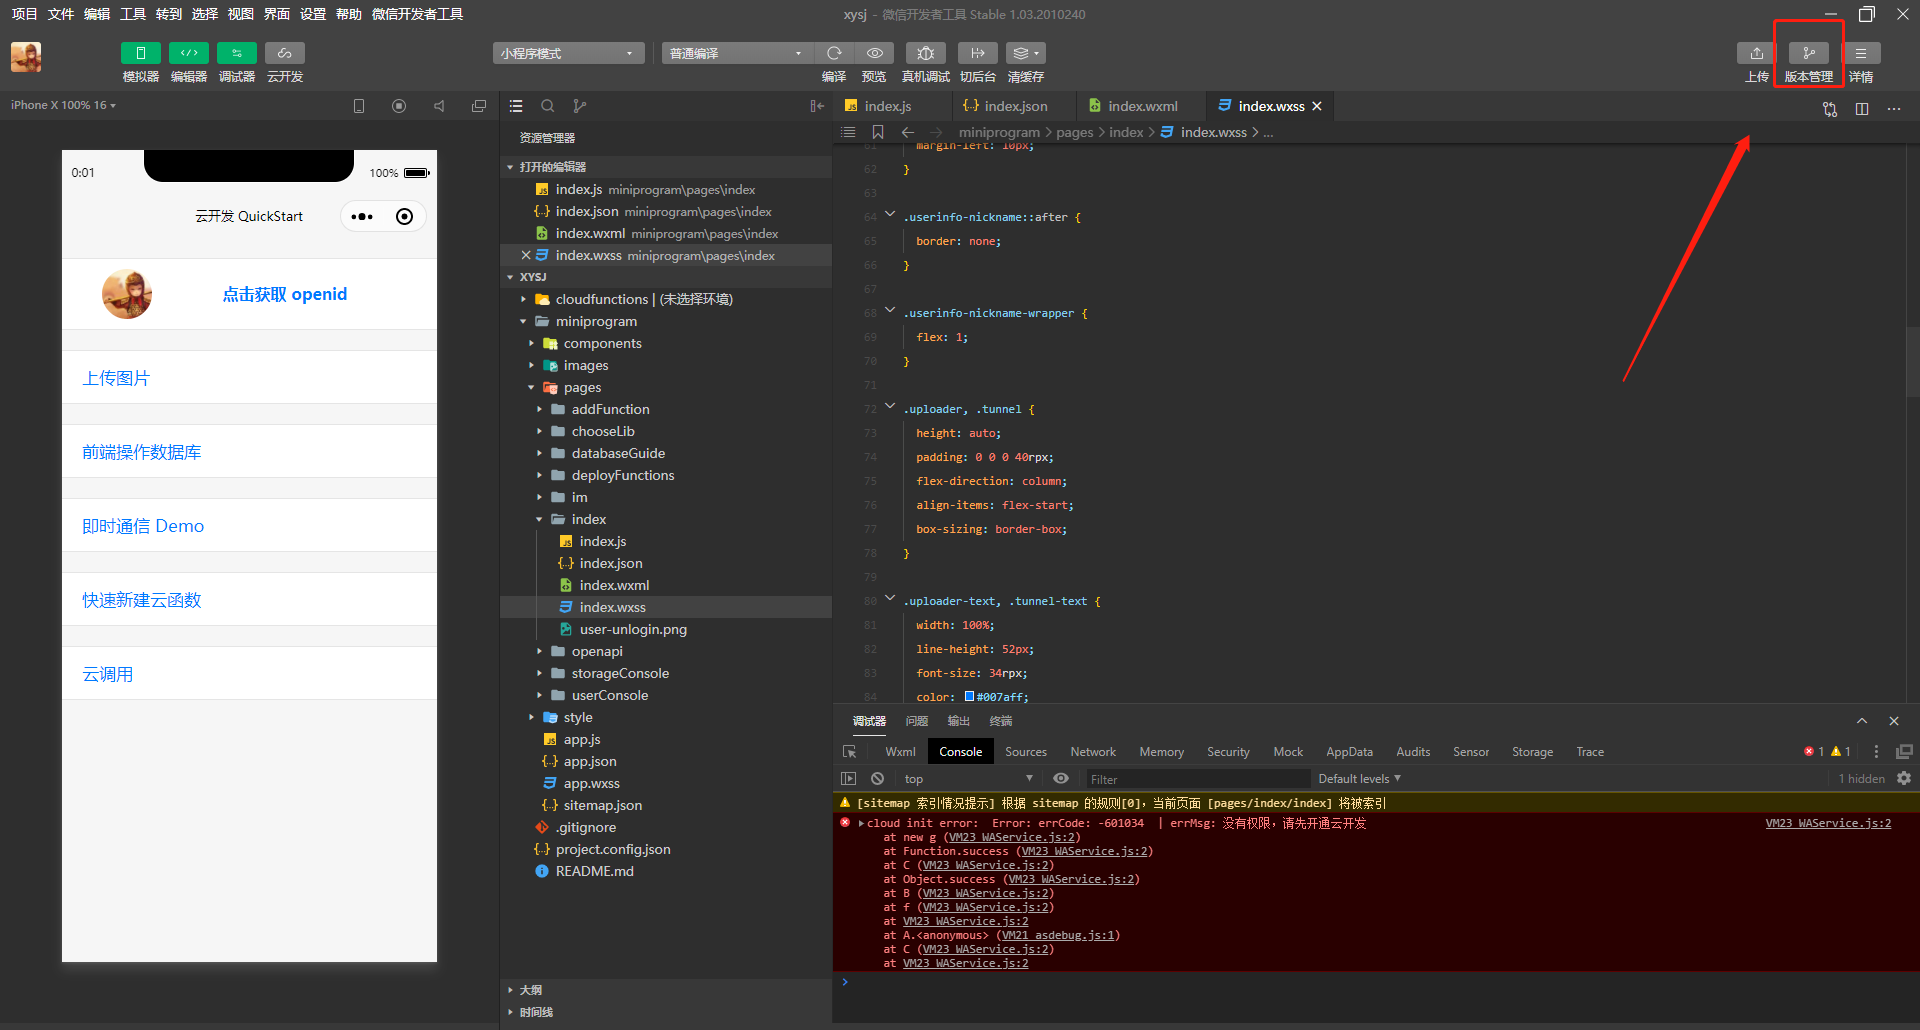 项目 文件 编辑 工具 转到 选择 视图 界面 设置 帮助 微信开发者工具
xysj - 微信开发者工具 Stable 1.03.2010240
模拟器 编辑器 调试器 云开发
小程序模式
普通编译
编译 预览 真机调试 切后台 清缓存
上传 版本管理 详情
iPhone X 100% 16
0:01
100%
云开发 QuickStart
点击获取 openid
上传图片
前端操作数据库
即时通信 Demo
快速新建云函数
云调用
资源管理器
打开的编辑器
index.js miniprogram\pages\index
index.json miniprogram\pages\index
index.wxml miniprogram\pages\index
index.wxss miniprogram\pages\index
XYSJ
cloudfunctions | (未选择环境)
miniprogram
components
images
pages
addFunction
chooseLib
databaseGuide
deployFunctions
im
index
index.js
index.json
index.wxml
index.wxss
user-unlogin.png
openapi
storageConsole
userConsole
style
app.js
app.json
app.wxss
sitemap.json
.gitignore
project.config.json
README.md
大纲
时间线
index.js index.json index.wxml index.wxss
miniprogram > pages > index > index.wxss > ...
61 margin-left: 10px;
62 }
63
64 .userinfo-nickname::after {
65 border: none;
66 }
67
68 .userinfo-nickname-wrapper {
69 flex: 1;
70 }
71
72 .uploader, .tunnel {
73 height: auto;
74 padding: 0 0 0 40rpx;
75 flex-direction: column;
76 align-items: flex-start;
77 box-sizing: border-box;
78 }
79
80 .uploader-text, .tunnel-text {
81 width: 100%;
82 line-height: 52px;
83 font-size: 34rpx;
84 color: #007aff;
调试器 问题 输出 终端
Wxml Console Sources Network Memory Security Mock AppData Audits Sensor Storage Trace 1 1
top Filter Default levels 1 hidden
[sitemap 索引情况提示] 根据 sitemap 的规则[0]，当前页面 [pages/index/index] 将被索引
cloud init error: Error: errCode: -601034 | errMsg: 没有权限，请先开通云开发 VM23 WAService.js:2
at new g (VM23 WAService.js:2)
at Function.success (VM23 WAService.js:2)
at C (VM23 WAService.js:2)
at Object.success (VM23 WAService.js:2)
at B (VM23 WAService.js:2)
at f (VM23 WAService.js:2)
at VM23 WAService.js:2
at A.<anonymous> (VM21 asdebug.js:1)
at C (VM23 WAService.js:2)
at VM23 WAService.js:2